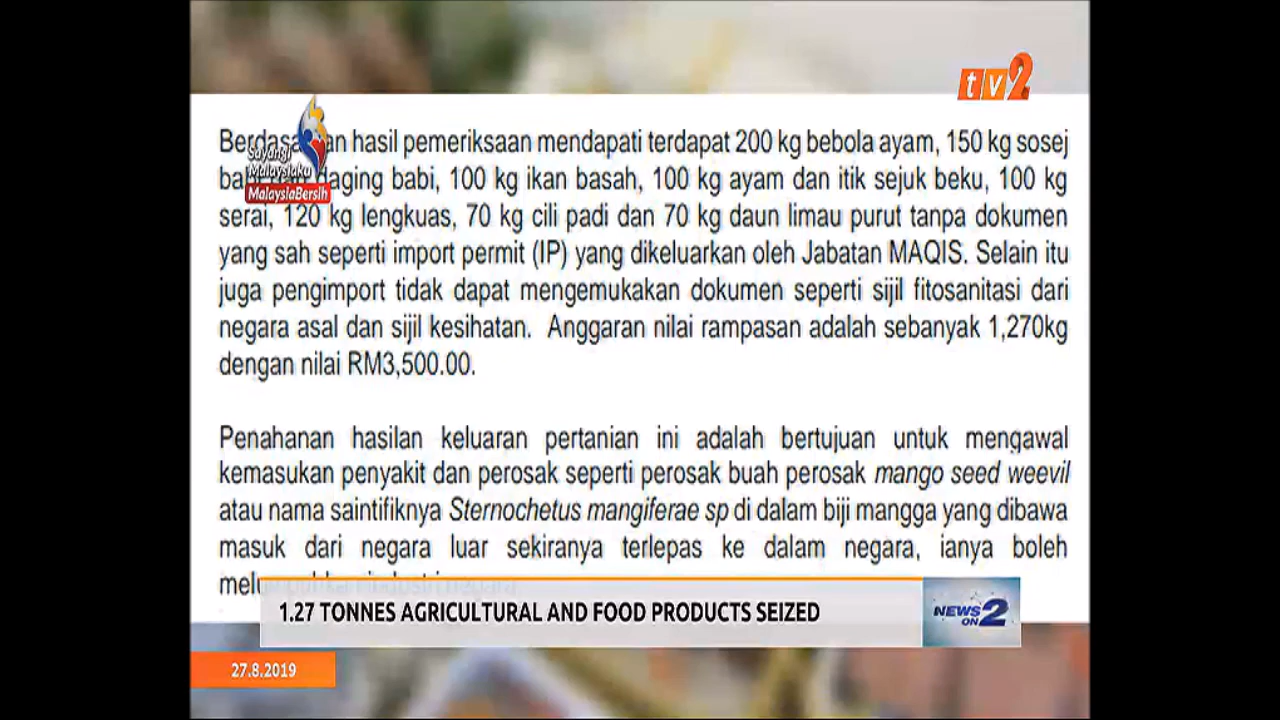 tv2
Berdasa an hasil pemeriksaan mendapati terdapat 200 kg bebola ayam, 150 kg sosej
Sayangi
Malaysiaku
MalaysiaBersih
daging babi, 100 kg ikan basah, 100 kg ayam dan itik sejuk beku, 100 kg
serai, 120 kg lengkuas, 70 kg cili padi dan 70 kg daun limau purut tanpa dokumen
yang sah seperti import permit (IP) yang dikeluarkan oleh Jabatan MAQIS. Selain itu
juga pengimport tidak dapat mengemukakan dokumen seperti sijil fitosanitasi dari
negara asal dan sijil kesihatan. Anggaran nilai rampasan adalah sebanyak 1,270kg
dengan nilai RM3,500.00.
Penahanan hasilan keluaran pertanian ini adalah bertujuan untuk mengawal
kemasukan penyakit dan perosak seperti perosak buah perosak mango seed weevil
atau nama saintifiknya Sternochetus mangiferae sp di dalam biji mangga yang dibawa
masuk dari negara luar sekiranya terlepas ke dalam negara, ianya boleh
1.27 TONNES AGRICULTURAL AND FOOD PRODUCTS SEIZED
NEWS ON 2
27.8.2019